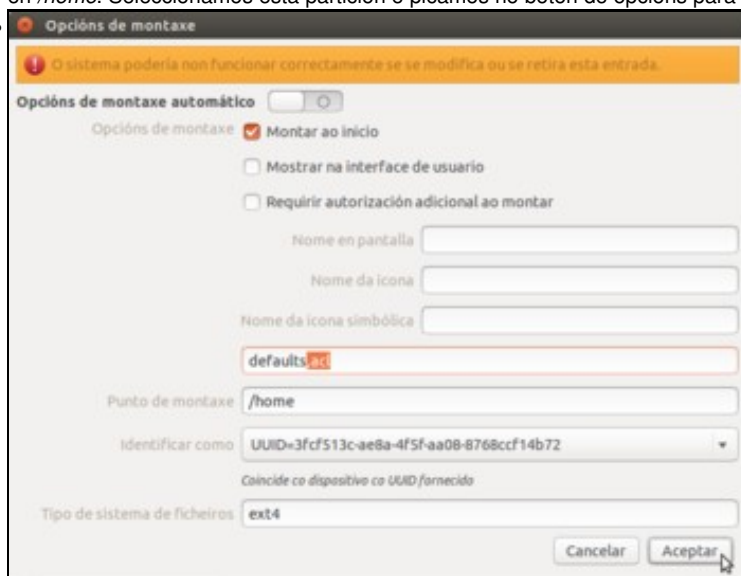 en /home. Seleccionamos esta partición e picamos no botón de opcións para
Opcións de montaxe
O sistema podería non funcionar correctamente se se modifica ou se retira esta entrada.
Opcións de montaxe automático
Opcións de montaxe Montar ao inicio
Mostrar na interface de usuario
Requirir autorización adicional ao montar
Nome en pantalla
Nome da icona
Nome da icona simbólica
defaults,acl
Punto de montaxe /home
Identificar como UUID=3fcf513c-ae8a-4f5f-aa08-8768ccf14b72
Coincide co dispositivo co UUID fornecido
Tipo de sistema de ficheiros ext4
Cancelar Aceptar